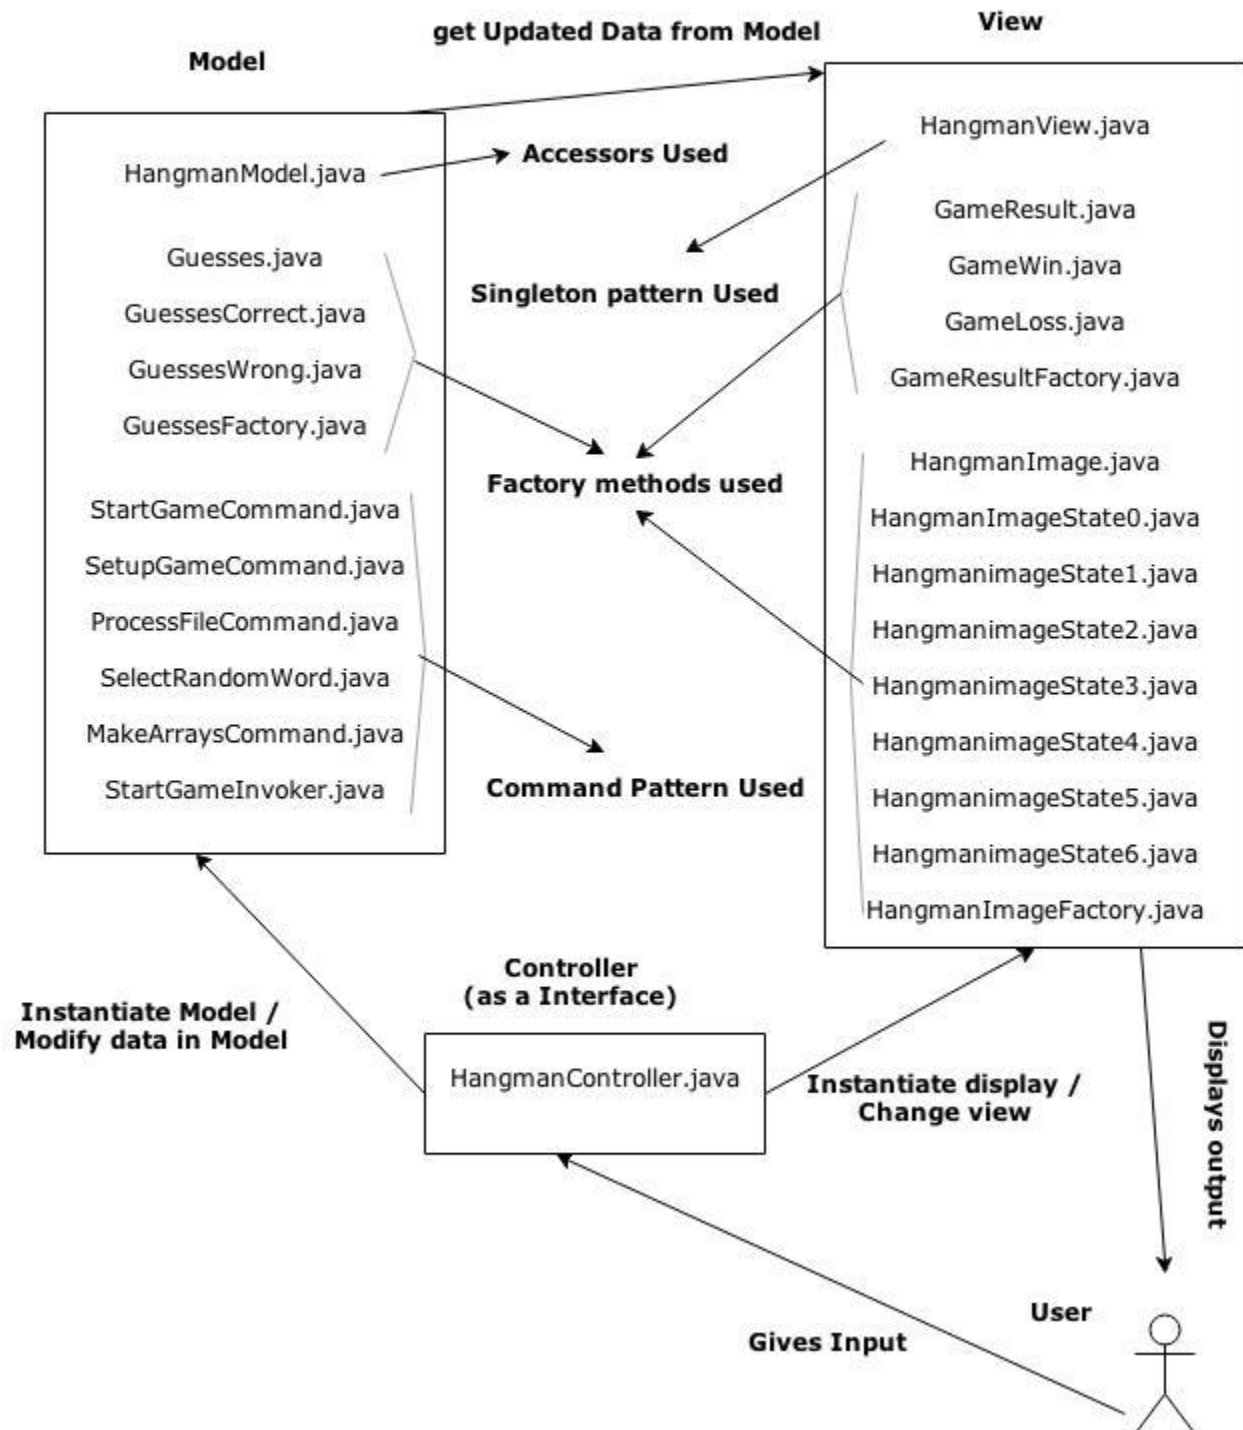 get Updated Data from Model
View
Model
HangmanModel.java
Guesses.java
GuessesCorrect.java
GuessesWrong.java
GuessesFactory.java
StartGameCommand.java
SetupGameCommand.java
ProcessFileCommand.java
SelectRandomWord.java
MakeArraysCommand.java
StartGameInvoker.java
Accessors Used
Singleton pattern Used
Factory methods used
Command Pattern Used
HangmanView.java
GameResult.java
GameWin.java
GameLoss.java
GameResultFactory.java
HangmanImage.java
HangmanImageState0.java
HangmanimageState1.java
HangmanimageState2.java
HangmanimageState3.java
HangmanimageState4.java
HangmanimageState5.java
HangmanimageState6.java
HangmanImageFactory.java
Controller
(as a Interface)
Instantiate Model /
Modify data in Model
HangmanController.java
Instantiate display /
Change view
Displays output
User
Gives Input